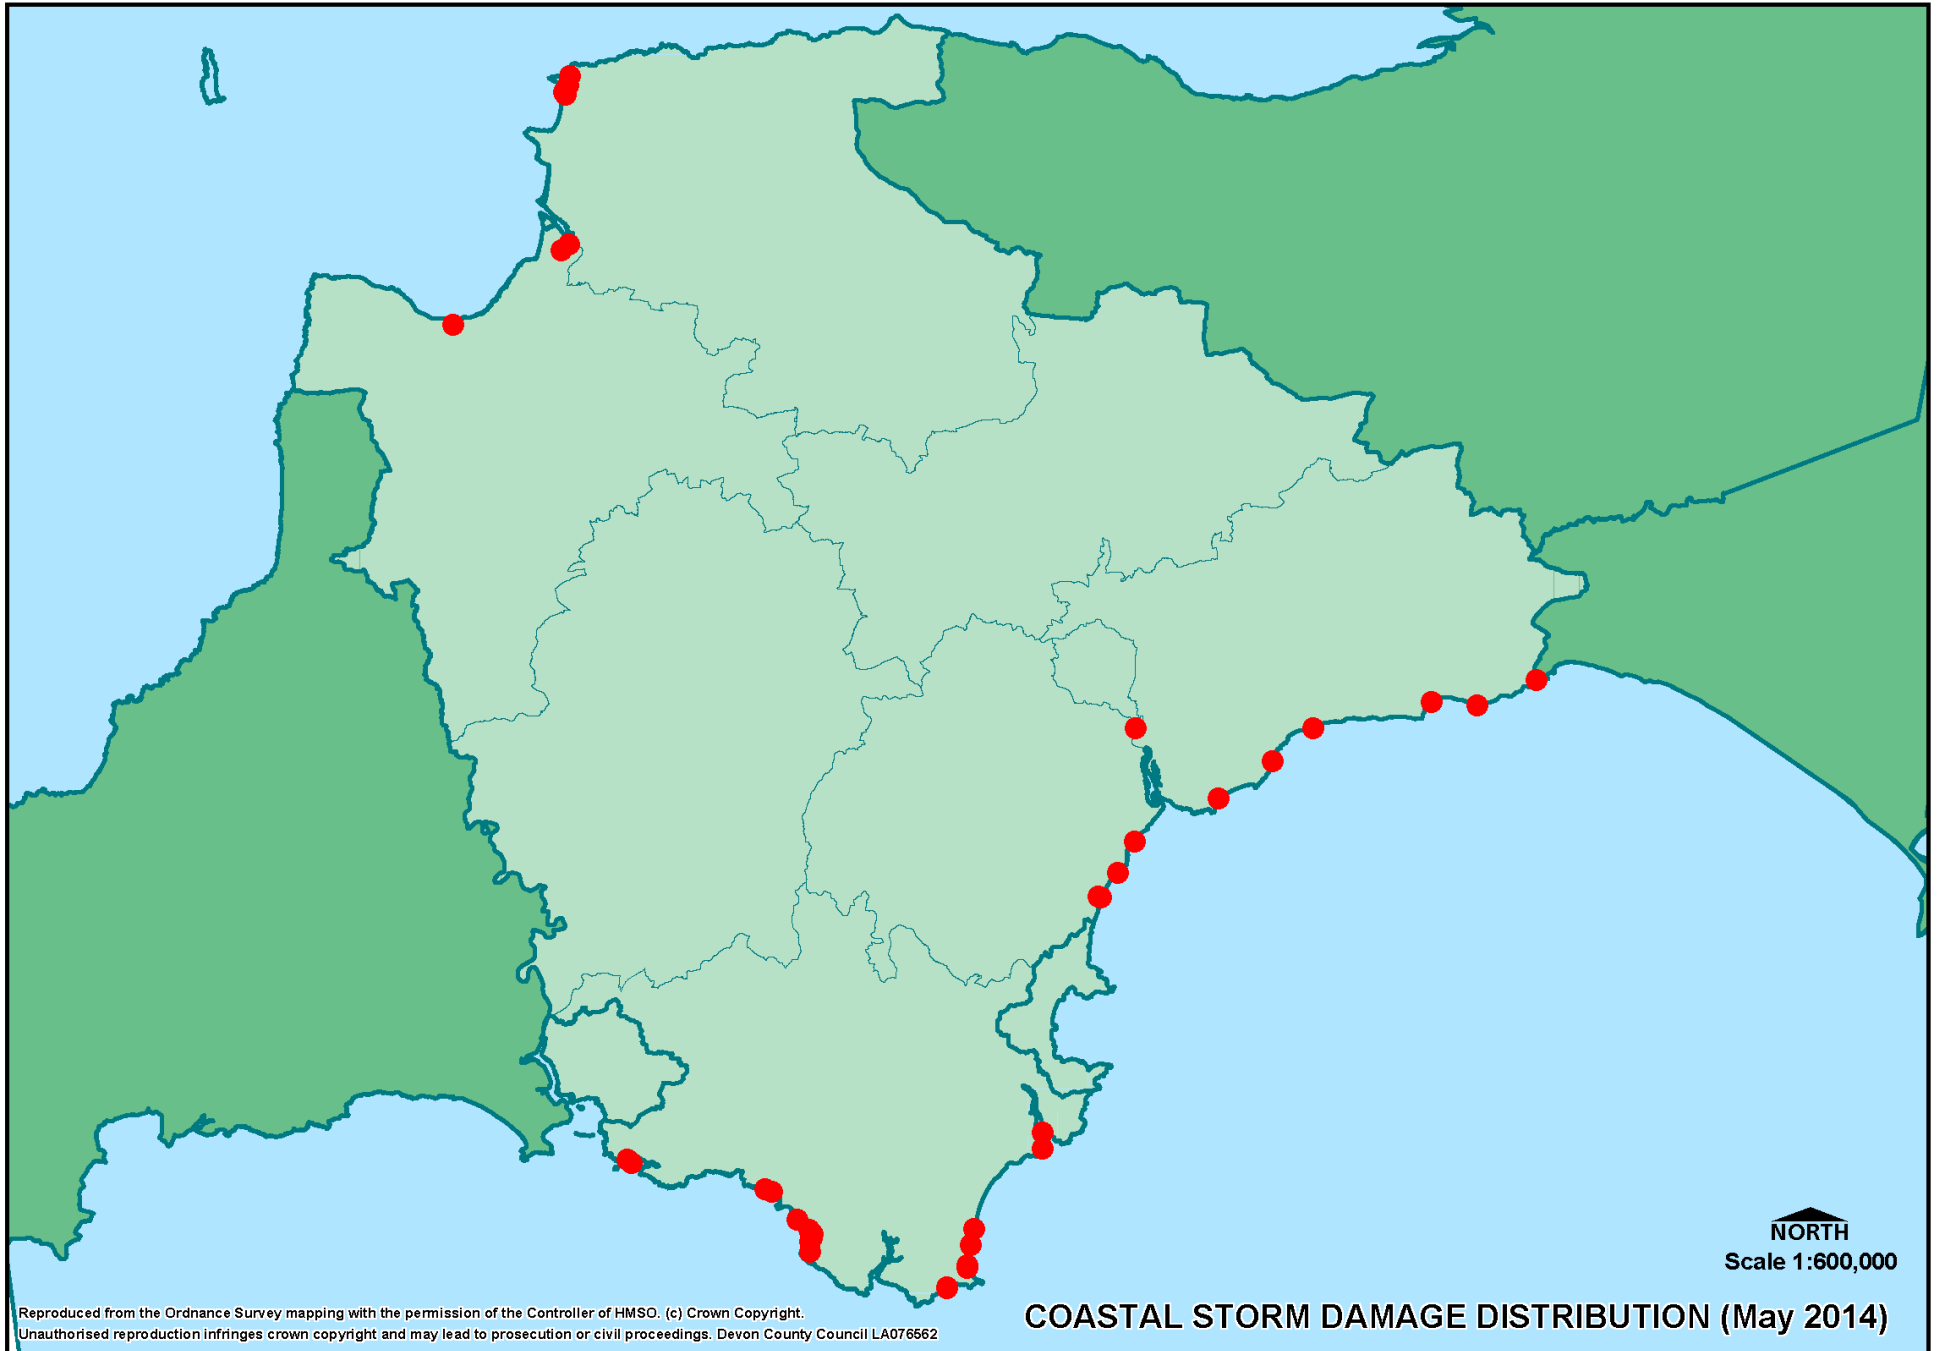 NORTH
Scale 1:600,000
Reproduced from the Ordnance Survey mapping with the permission of the Controller of HMSO. (c) Crown Copyright.
Unauthorised reproduction infringes crown copyright and may lead to prosecution or civil proceedings. Devon County Council LA076562
COASTAL STORM DAMAGE DISTRIBUTION (May 2014)